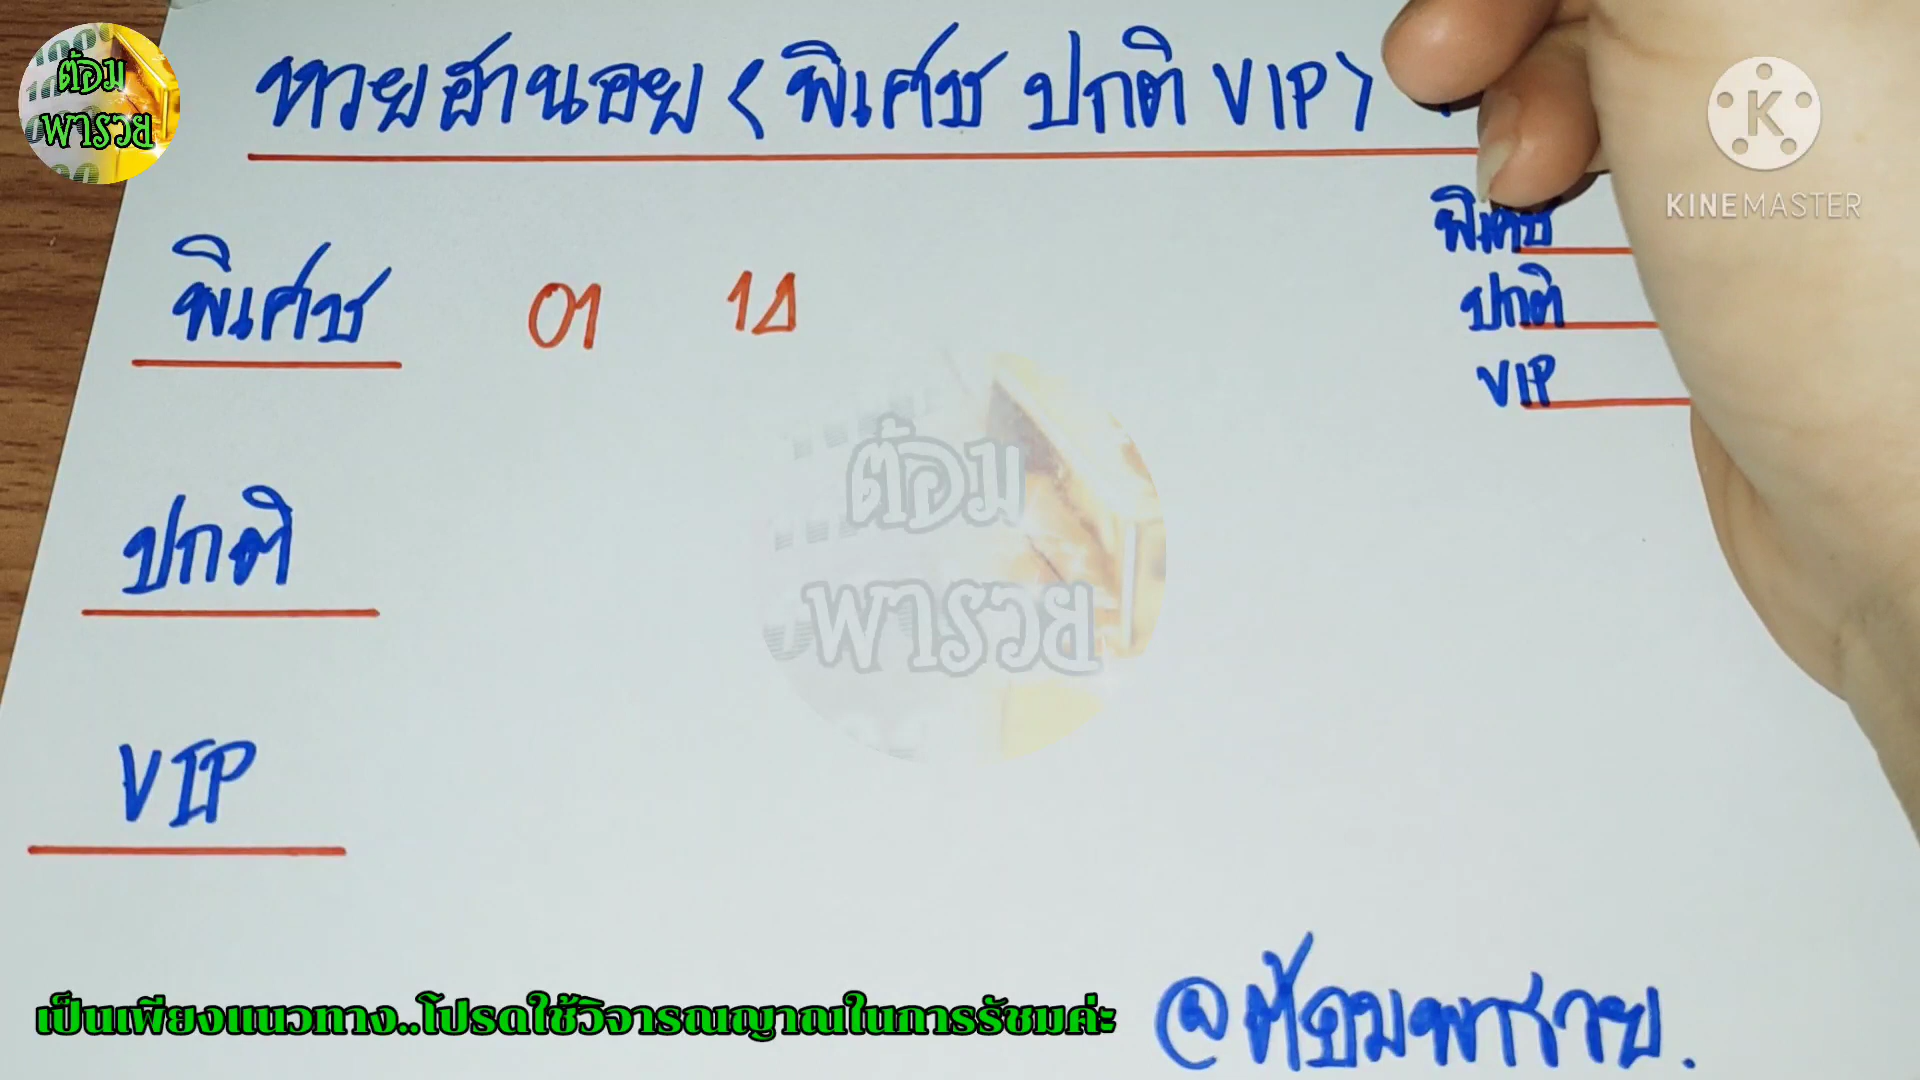 ต้อม
พารวย
หวยฮานอย < พิเศษ ปกติ VIP >
KINEMASTER
พิเศษ
ปกติ
VIP
พิเศษ 01
ต้อม
พารวย
ปกติ
VIP
เป็นเพียงแนวทาง..โปรดใช้วิจารณญาณในการรัชมค่ะ
@ต้อมพารวย.